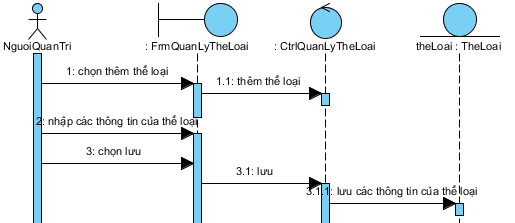 NguoiQuanTri
: FrmQuanLyTheLoai
: CtrlQuanLyTheLoai
theLoai : TheLoai
1: chọn thêm thể loại
1.1: thêm thể loại
2: nhập các thông tin của thể loại
3: chọn lưu
3.1: lưu
3.1.1: lưu các thông tin của thể loại